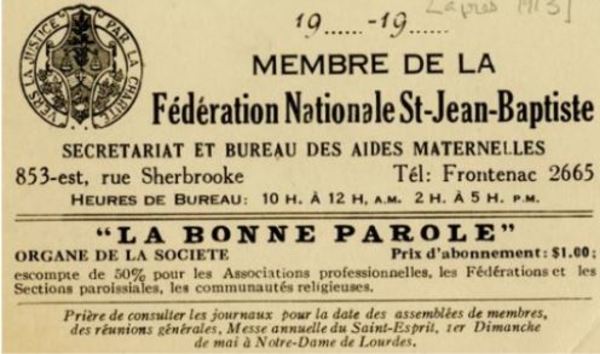 [après 1913]
19......-19......
VERS LA JUSTICE PAR LA CHARITÉ
MEMBRE DE LA
Fédération Nationale St-Jean-Baptiste
SECRETARIAT ET BUREAU DES AIDES MATERNELLES
853-est, rue Sherbrooke Tél: Frontenac 2665
HEURES DE BUREAU: 10 H. À 12 H, A.M. 2 H. À 5 H. P.M.
"LA BONNE PAROLE"
ORGANE DE LA SOCIETE Prix d'abonnement: $1.00;
escompte de 50% pour les Associations professionnelles, les Fédérations et les
Sections paroissiales, les communautés religieuses.
Prière de consulter les journaux pour la date des assemblées de membres,
des réunions générales, Messe annuelle du Saint-Esprit, 1er Dimanche
de mai à Notre-Dame de Lourdes.